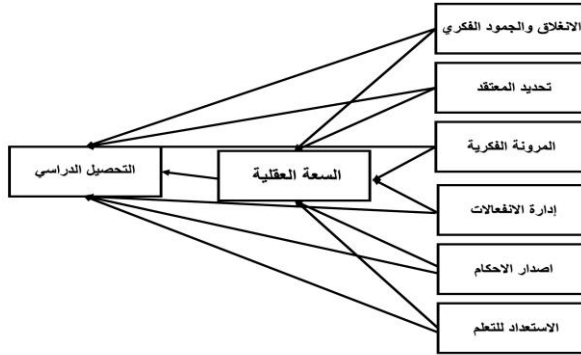 الانغلاق والجمود الفكري
تحديد المعتقد
المرونة الفكرية
السعة العقلية
التحصيل الدراسي
إدارة الانفعالات
اصدار الاحكام
الاستعداد للتعلم